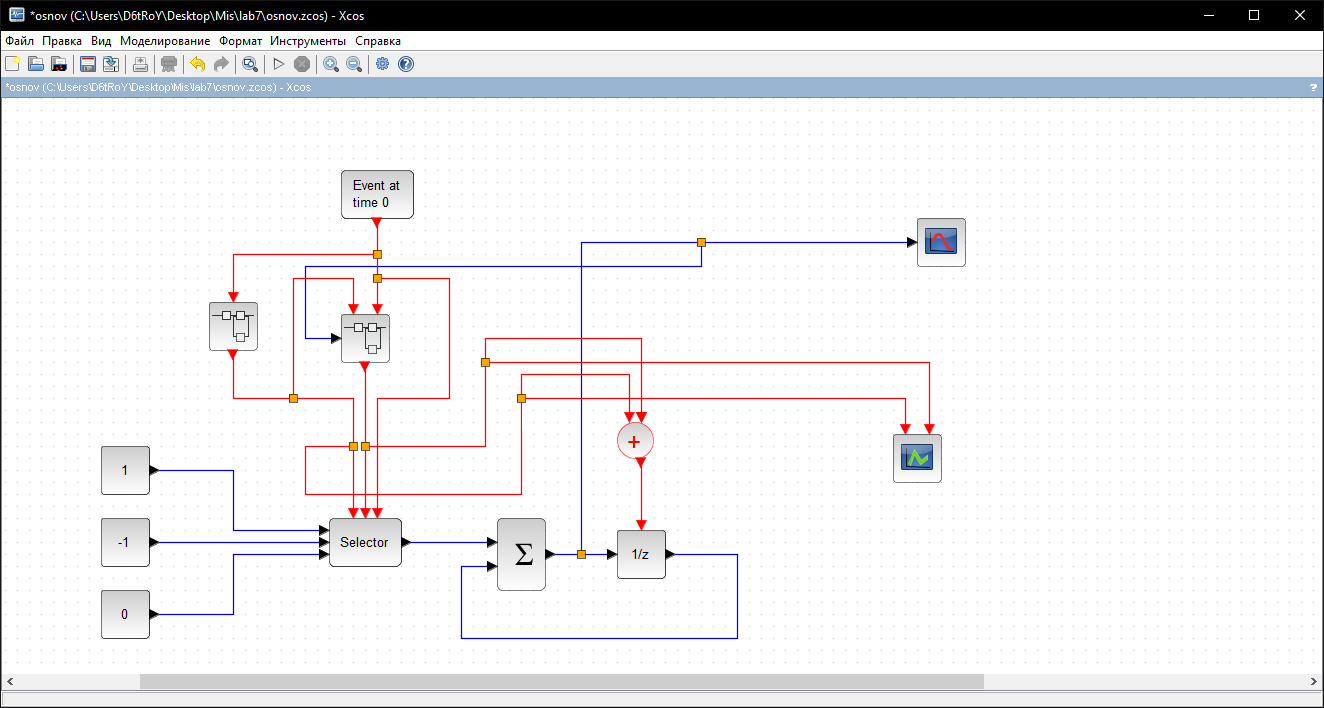 *osnov (C:\Users\D6tRoY\Desktop\Mis\lab7\osnov.zcos) - Xcos
Файл Правка Вид Моделирование Формат Инструменты Справка
*osnov (C:\Users\D6tRoY\Desktop\Mis\lab7\osnov.zcos) - Xcos
?
Event at
time 0
+
1
-1
Selector
Σ
1/z
0